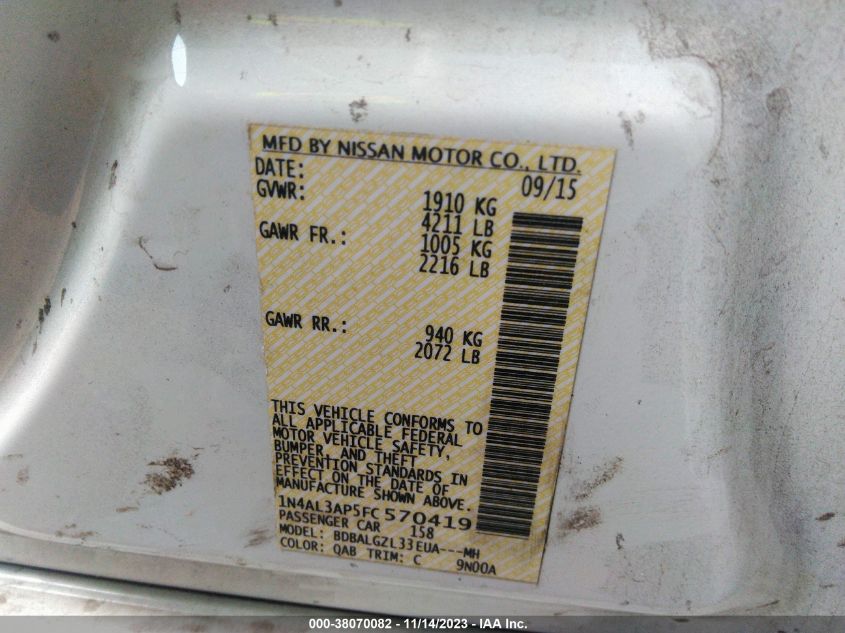 MFD BY NISSAN MOTOR CO., LTD.
DATE: 09/15
GVWR: 1910 KG
4211 LB
GAWR FR.: 1005 KG
2216 LB
GAWR RR.: 940 KG
2072 LB
THIS VEHICLE CONFORMS TO
ALL APPLICABLE FEDERAL
MOTOR VEHICLE SAFETY,
BUMPER, AND THEFT
PREVENTION STANDARDS IN
EFFECT ON THE DATE OF
MANUFACTURE SHOWN ABOVE.
1N4AL3AP5FC570419
PASSENGER CAR 158
MODEL: BDBALGZL33EUA---MH
COLOR: QAB TRIM: C 9N00A
000-38070082 - 11/14/2023 - IAA Inc.